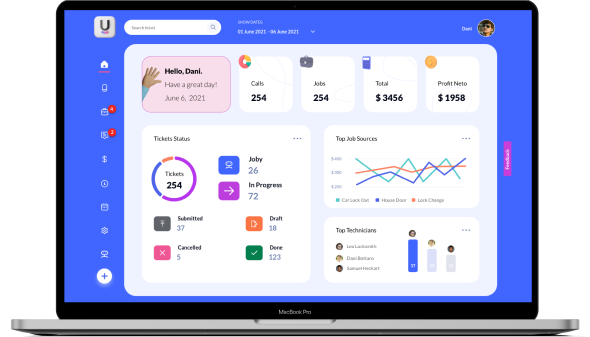 U
Search ticket
SHOW DATES:
01 June 2021 - 06 June 2021
Dani
4
3
Hello, Dani.
Have a great day!
June 6, 2021
Calls
254
Jobs
254
Total
$ 3456
Profit Neto
$ 1958
Tickets Status
Tickets
254
Joby
26
In Progress
72
Submitted
37
Draft
18
Cancelled
5
Done
123
Top Job Sources
$ 400
$ 300
$ 200
Car Lock Out
House Door
Lock Change
Top Technicians
Leo Locksmith
Dani Battaro
Samuel Heckart
37
Feedback
MacBook Pro